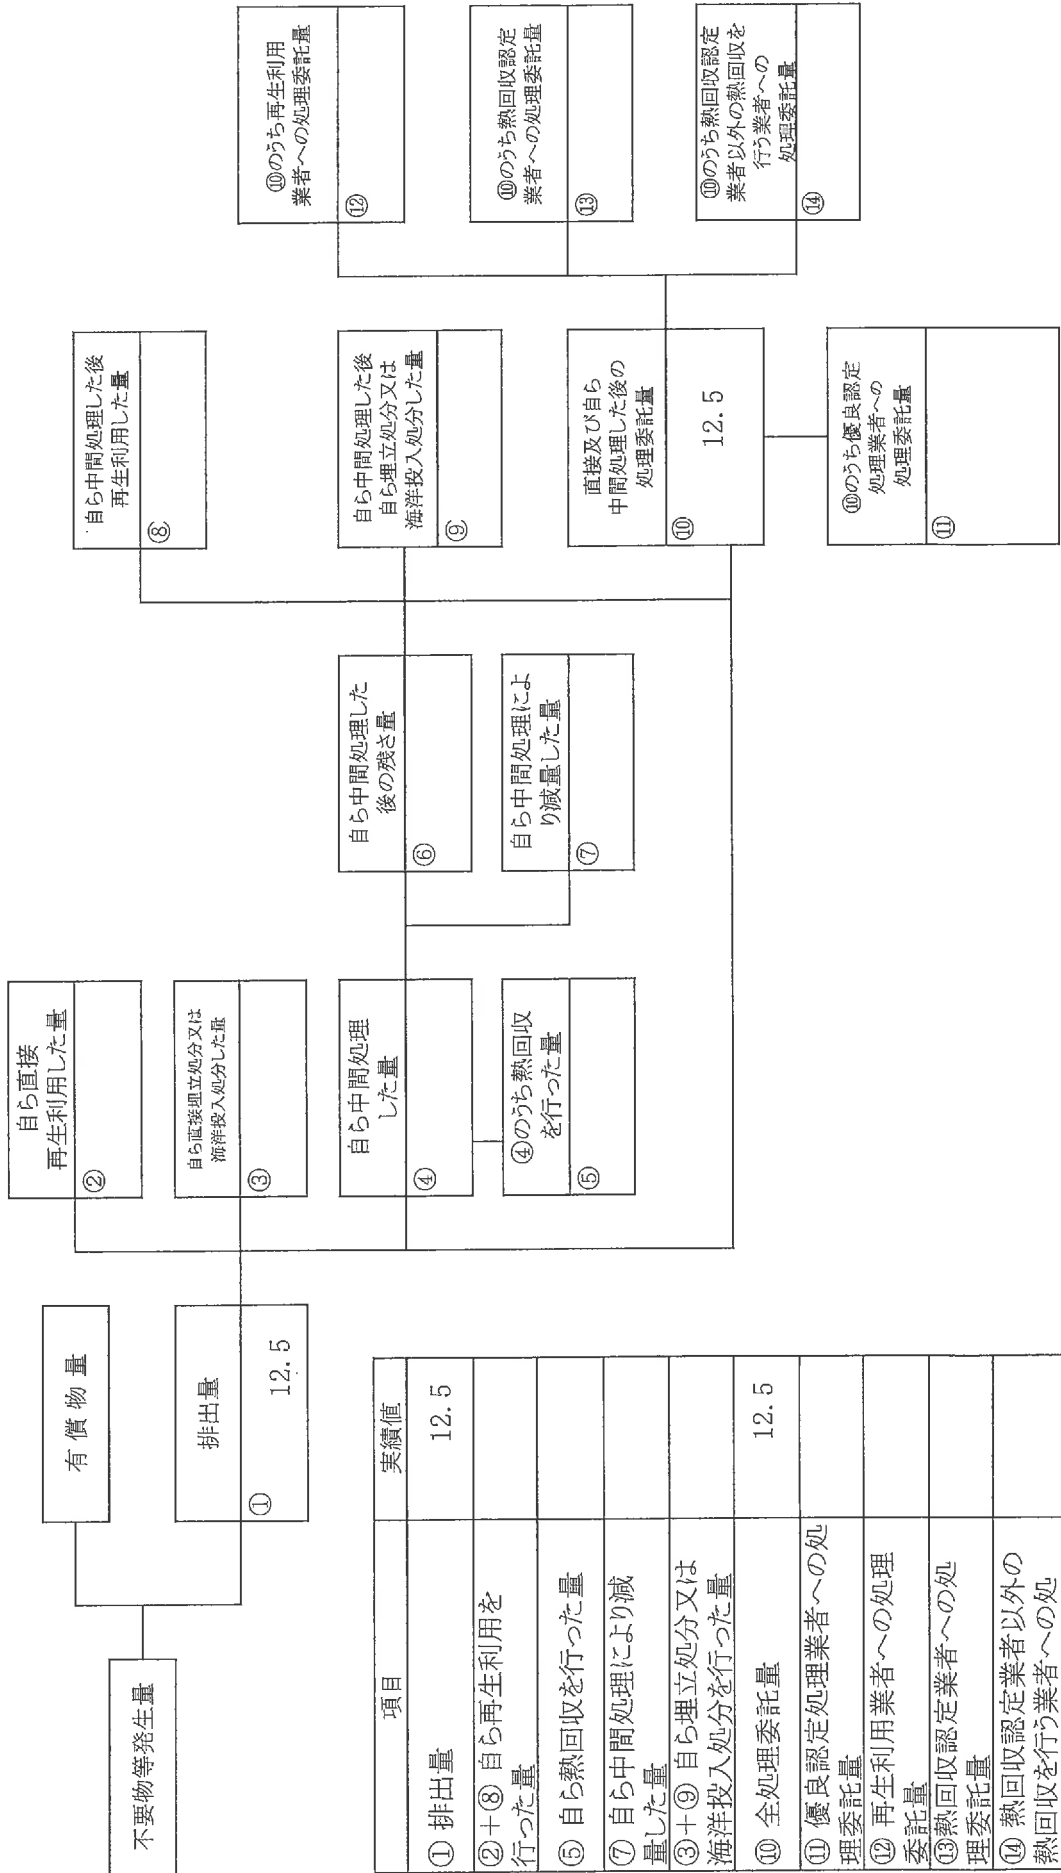 不要物等発生量
有償物量
排出量
①
12.5
自ら直接
再生利用した量
②
自ら直接埋立処分又は
海洋投入処分した量
③
自ら中間処理
した量
④
④のうち熱回収
を行った量
⑤
自ら中間処理した
後の残さ量
⑥
自ら中間処理によ
り減量した量
⑦
自ら中間処理した後
再生利用した量
⑧
自ら中間処理した後
自ら埋立処分又は
海洋投入処分した量
⑨
直接及び自ら
中間処理した後の
処理委託量
⑩
12.5
⑩のうち優良認定
処理業者への
処理委託量
⑪
⑩のうち再生利用
業者への処理委託量
⑫
⑩のうち熱回収認定
業者への処理委託量
⑬
⑩のうち熱回収認定
業者以外の熱回収を
行う業者への
処理委託量
⑭
項目 実績値
① 排出量 12.5
②+⑧ 自ら再生利用を
行った量
⑤ 自ら熱回収を行った量
⑦ 自ら中間処理により減
量した量
③+⑨ 自ら埋立処分又は
海洋投入処分を行った量
⑩ 全処理委託量 12.5
⑪ 優良認定処理業者への処
理委託量
⑫ 再生利用業者への処理
委託量
⑬熱回収認定業者への処
理委託量
⑭ 熱回収認定業者以外の
熱回収を行う業者への処